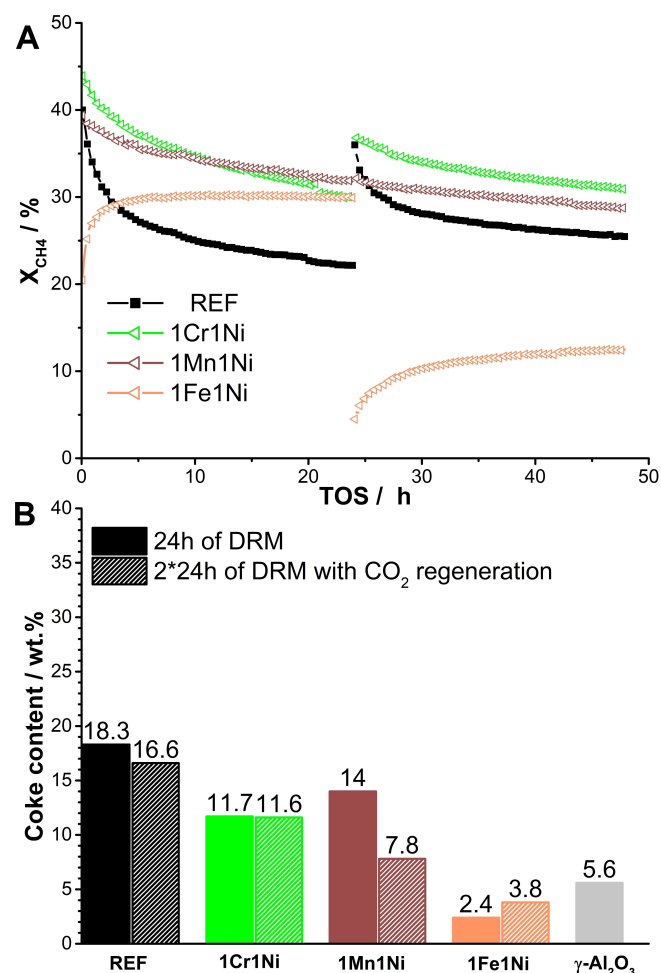 A
50
40
30
20
10
0
X_CH4 / %
REF
1Cr1Ni
1Mn1Ni
1Fe1Ni
0 10 20 30 40 50
TOS / h
B
40
35
30
25
20
15
10
5
0
Coke content / wt.%
24h of DRM
2*24h of DRM with CO₂ regeneration
18.3 16.6 11.7 11.6 14 7.8 2.4 3.8 5.6
REF 1Cr1Ni 1Mn1Ni 1Fe1Ni γ-Al₂O₃